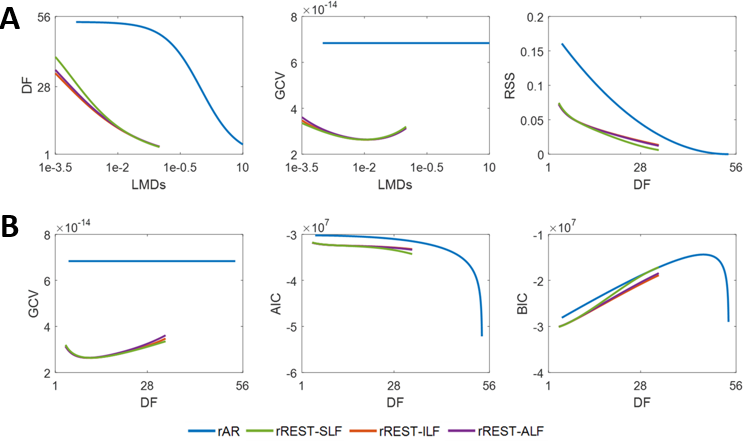 A
56
28
1
DF
1e-3.5
1e-2
1e-0.5
10
LMDs
×10⁻¹⁴
8
6
4
2
GCV
1e-3.5
1e-2
1e-0.5
10
LMDs
0.2
0.15
0.1
0.05
0
RSS
1
28
56
DF
B
×10⁻¹⁴
8
6
4
2
GCV
1
28
56
DF
×10⁷
-3
-4
-5
-6
AIC
1
28
56
DF
×10⁷
-1
-2
-3
-4
BIC
1
28
56
DF
rAR rREST-SLF rREST-ILF rREST-ALF